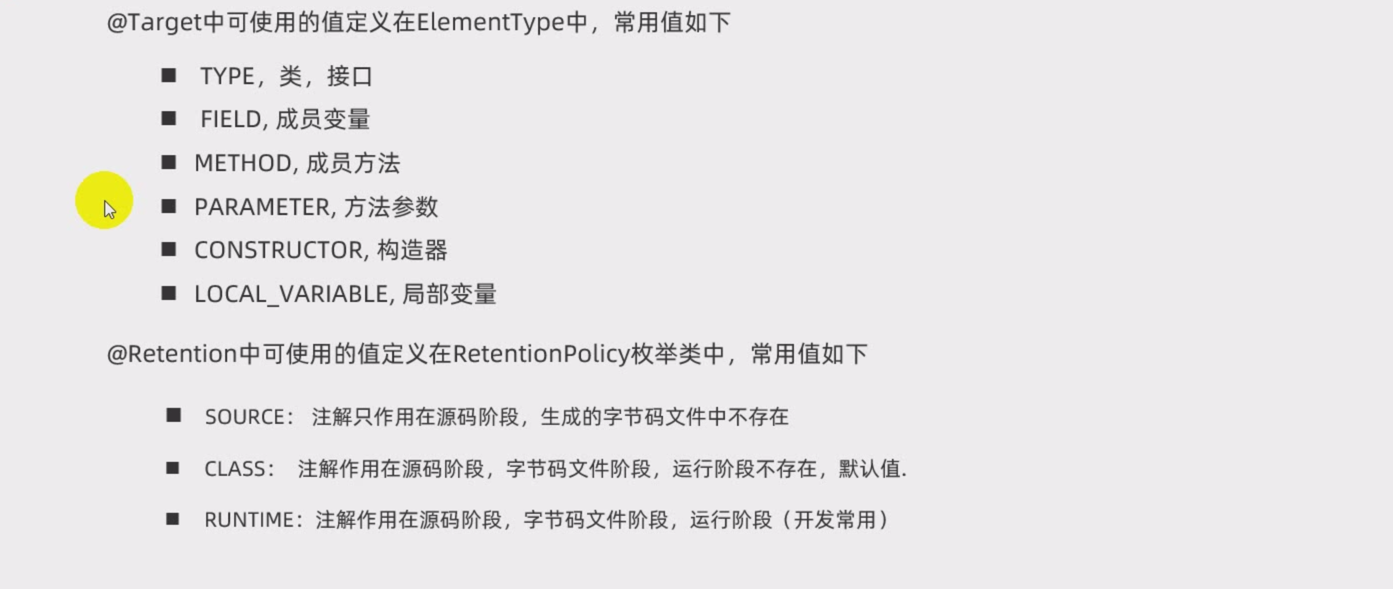 @Target中可使用的值定义在ElementType中，常用值如下
■ TYPE，类，接口
■ FIELD, 成员变量
■ METHOD, 成员方法
■ PARAMETER, 方法参数
■ CONSTRUCTOR, 构造器
■ LOCAL_VARIABLE, 局部变量
@Retention中可使用的值定义在RetentionPolicy枚举类中，常用值如下
■ SOURCE： 注解只作用在源码阶段，生成的字节码文件中不存在
■ CLASS： 注解作用在源码阶段，字节码文件阶段，运行阶段不存在，默认值.
■ RUNTIME：注解作用在源码阶段，字节码文件阶段，运行阶段（开发常用）